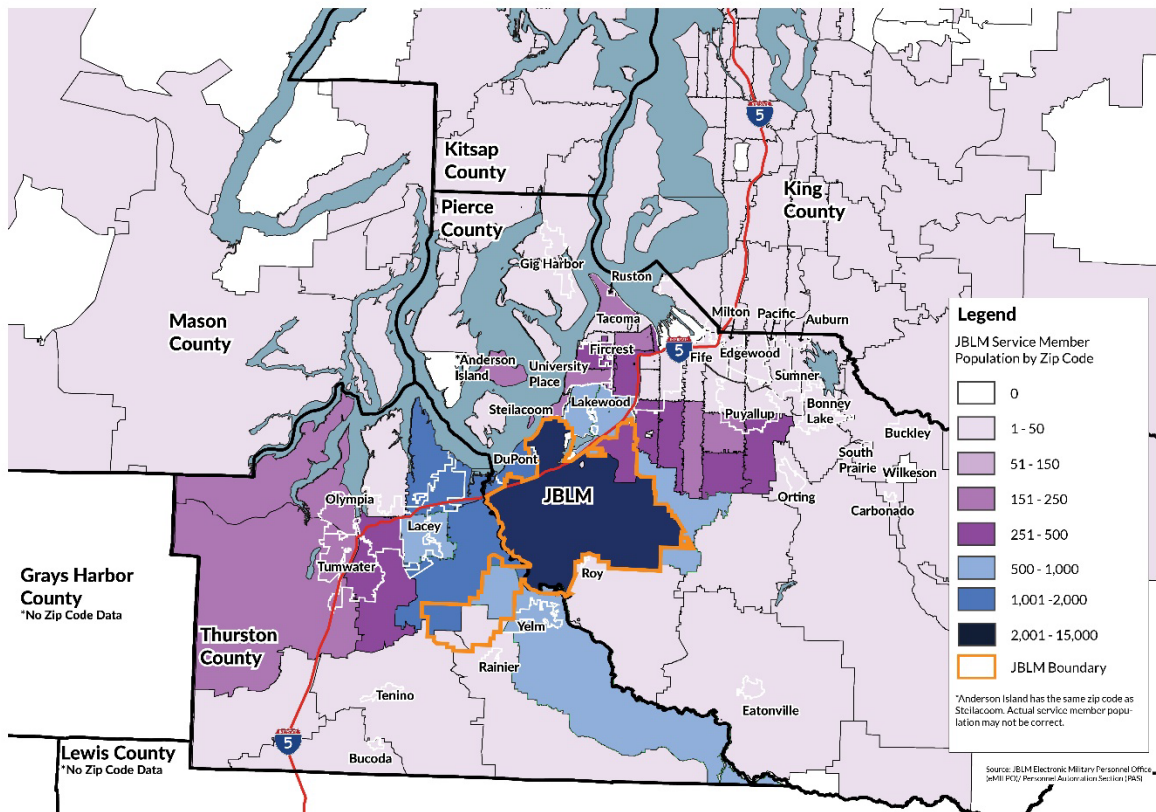 5
Kitsap
County
King
County
Pierce
County
Gig Harbor
Ruston
Mason
County
Tacoma
Milton
Pacific
Auburn
*Anderson
Island
Fircrest
University
Place
5
Fife
Edgewood
Sumner
Steilacoom
Lakewood
Puyallup
Bonney
Lake
Buckley
DuPont
South
Prairie
Wilkeson
JBLM
Orting
Carbonado
Olympia
Lacey
Tumwater
Roy
Grays Harbor
County
*No Zip Code Data
Yelm
Thurston
County
Rainier
Tenino
Eatonville
5
Bucoda
Lewis County
*No Zip Code Data
Legend
JBLM Service Member
Population by Zip Code
0
1 - 50
51 - 150
151 - 250
251 - 500
500 - 1,000
1,001 -2,000
2,001 - 15,000
JBLM Boundary
*Anderson Island has the same zip code as
Steilacoom. Actual service member popu-
lation may not be correct.
Source: JBLM Electronic Military Personnel Office
(eMILPO)/ Personnel Automation Section (PAS)